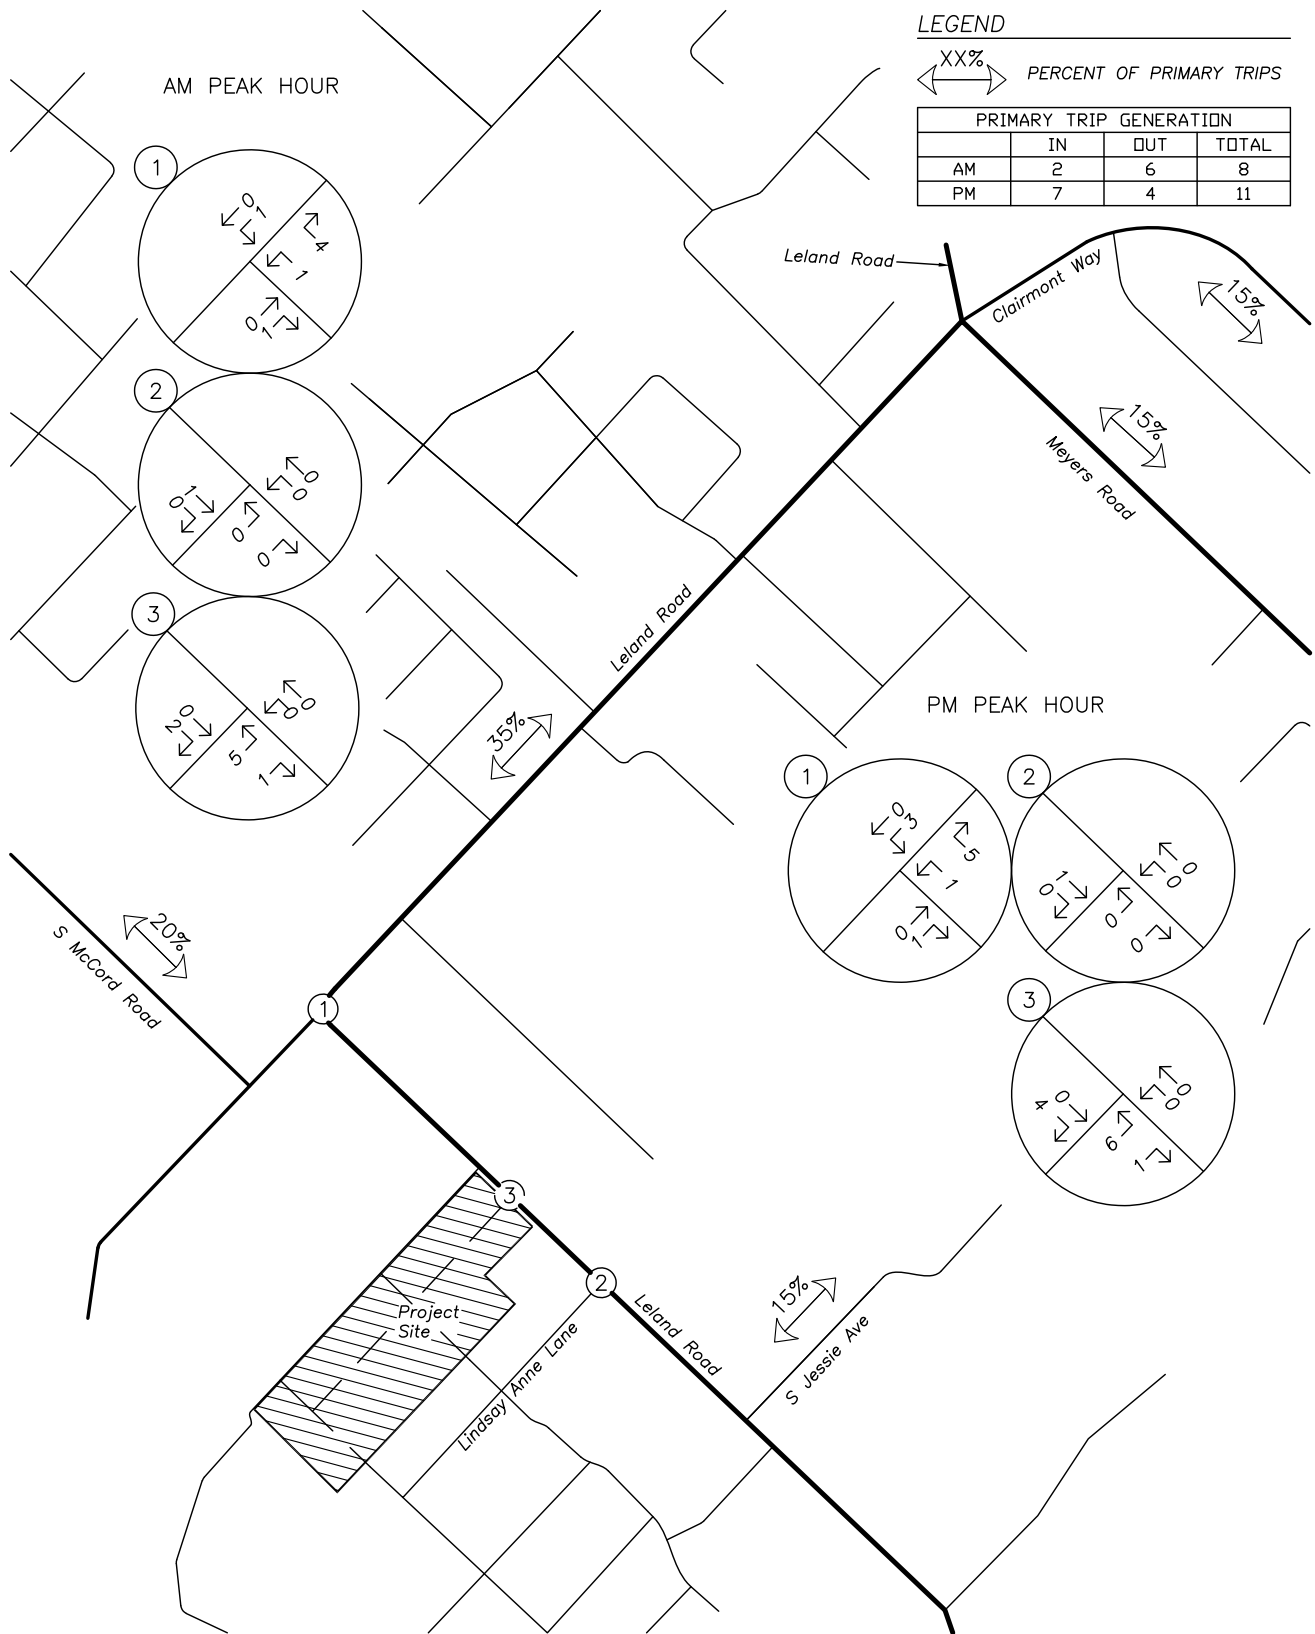 LEGEND
XX%
PERCENT OF PRIMARY TRIPS
PRIMARY TRIP GENERATION
IN OUT TOTAL
AM 2 6 8
PM 7 4 11
AM PEAK HOUR
1
0
1
4
1
0
1
2
0
0
1
0
0
0
3
0
0
0
2
5
1
Leland Road
Clairmont Way
15%
15%
Meyers Road
Leland Road
35%
PM PEAK HOUR
1
0
3
5
1
0
1
2
0
0
1
0
0
0
3
0
0
0
4
6
1
20%
S McCord Road
1
3
2
Project
Site
Leland Road
Lindsay Anne Lane
15%
S Jessie Ave